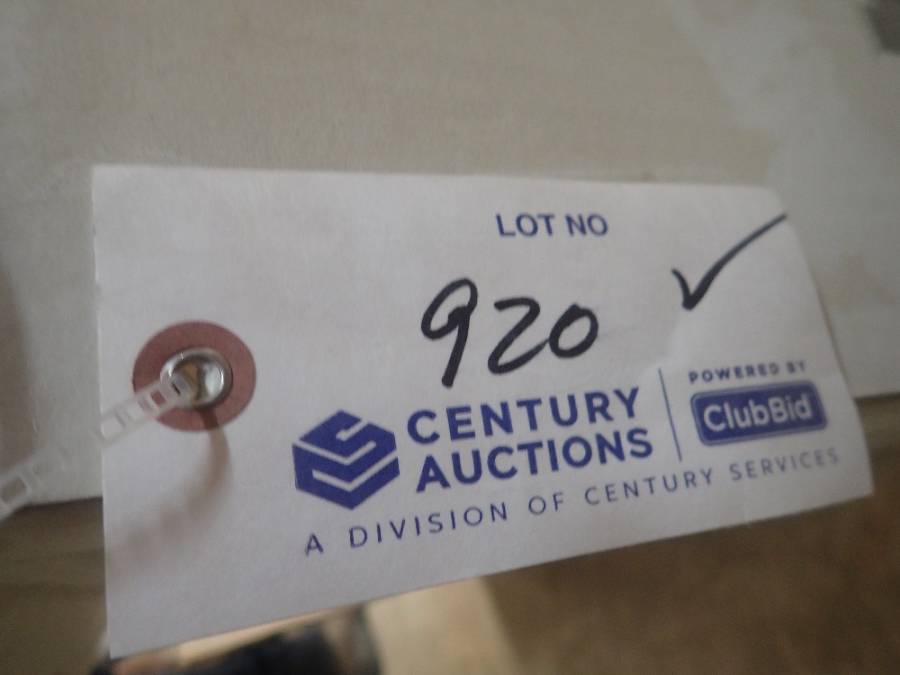 LOT NO
920 ✓
CENTURY
AUCTIONS
POWERED BY
ClubBid
A DIVISION OF CENTURY SERVICES